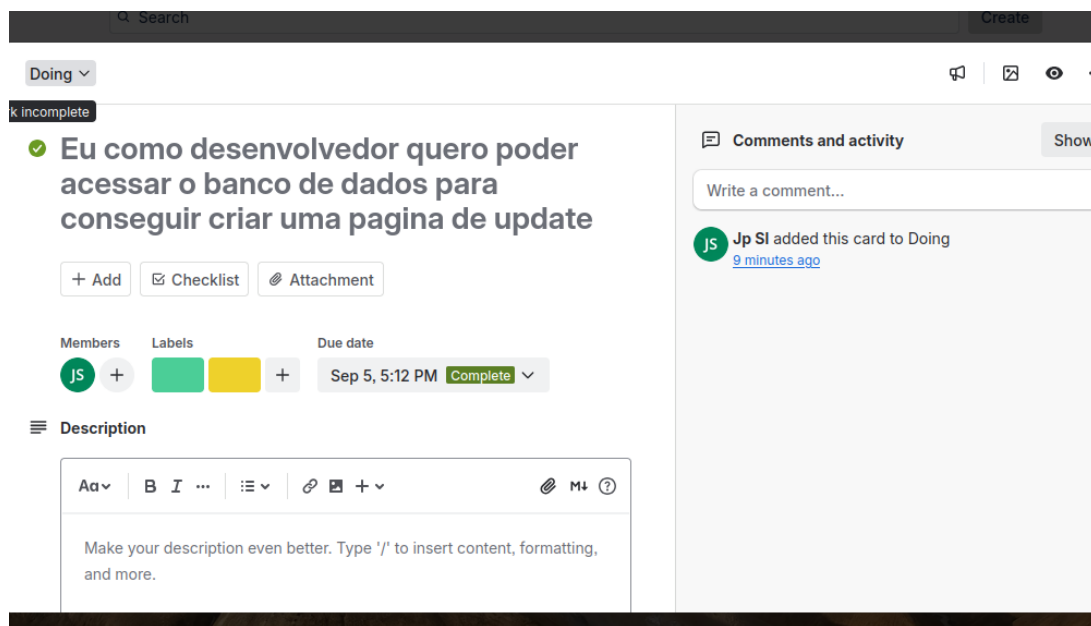 Search
Create
Doing
k incomplete
Eu como desenvolvedor quero poder
acessar o banco de dados para
conseguir criar uma pagina de update
+ Add
Checklist
Attachment
Members
Labels
Due date
JS
+
+
Sep 5, 5:12 PM Complete
Description
Aa
B
I
...
+
M↓
?
Make your description even better. Type '/' to insert content, formatting,
and more.
Comments and activity
Show
Write a comment...
JS
Jp SI added this card to Doing
9 minutes ago